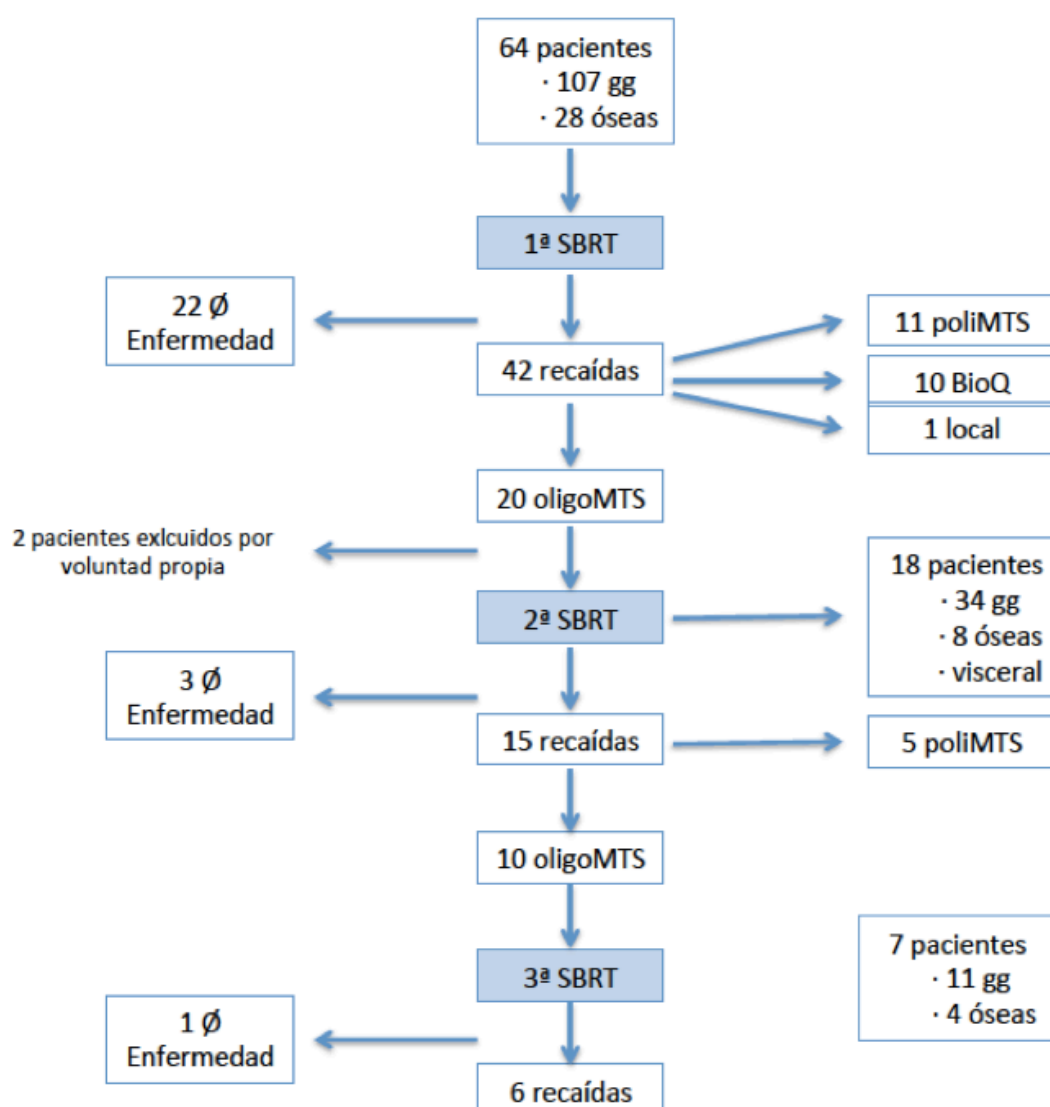 64 pacientes
· 107 gg
· 28 óseas
1ª SBRT
22 Ø
Enfermedad
42 recaídas
11 poliMTS
10 BioQ
1 local
20 oligoMTS
2 pacientes exlcuidos por
voluntad propia
2ª SBRT
18 pacientes
· 34 gg
· 8 óseas
· visceral
3 Ø
Enfermedad
15 recaídas
5 poliMTS
10 oligoMTS
3ª SBRT
7 pacientes
· 11 gg
· 4 óseas
1 Ø
Enfermedad
6 recaídas